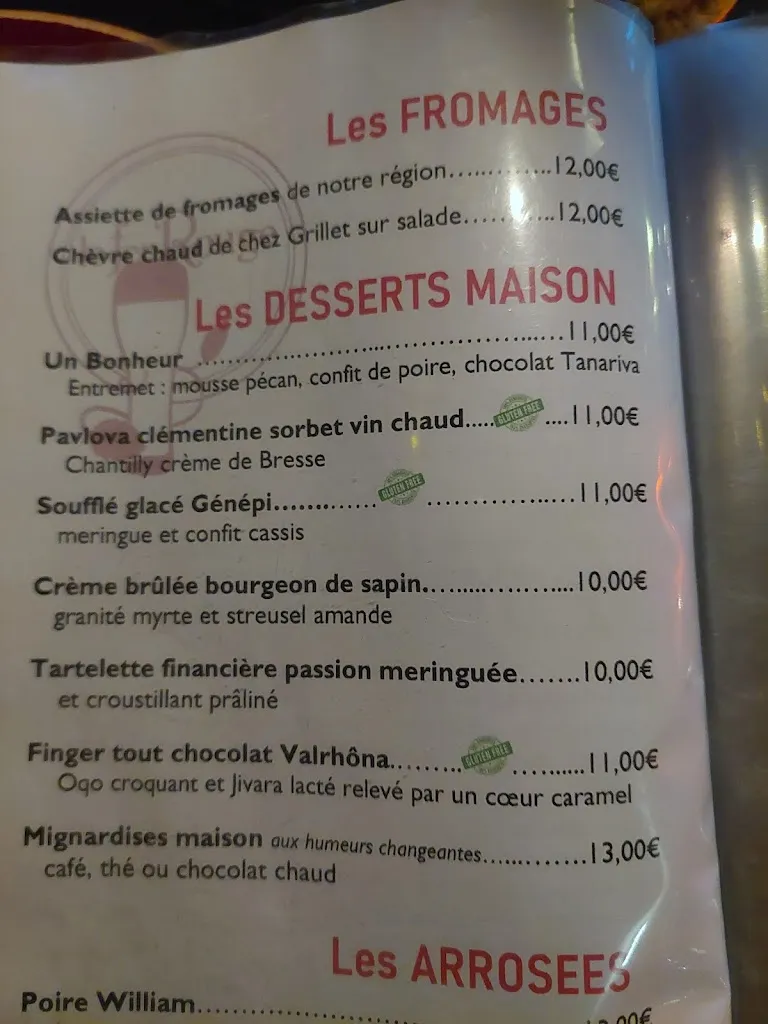 Les FROMAGES
Assiette de fromages de notre région...........12,00€
Chèvre chaud de chez Grillet sur salade.........12,00€
Rouge
Les DESSERTS MAISON
Un Bonheur ..........................................11,00€
Entremet : mousse pécan, confit de poire, chocolat Tanariva
Pavlova clémentine sorbet vin chaud..... GLUTEN FREE ....11,00€
Chantilly crème de Bresse
Soufflé glacé Génépi.............. GLUTEN FREE ...................11,00€
meringue et confit cassis
Crème brûlée bourgeon de sapin...................10,00€
granité myrte et streusel amande
Tartelette financière passion meringuée.......10,00€
et croustillant prâliné
Finger tout chocolat Valrhôna......... GLUTEN FREE ..........11,00€
Oqo croquant et Jivara lacté relevé par un cœur caramel
Mignardises maison aux humeurs changeantes.............13,00€
café, thé ou chocolat chaud
Les ARROSEES
Poire William